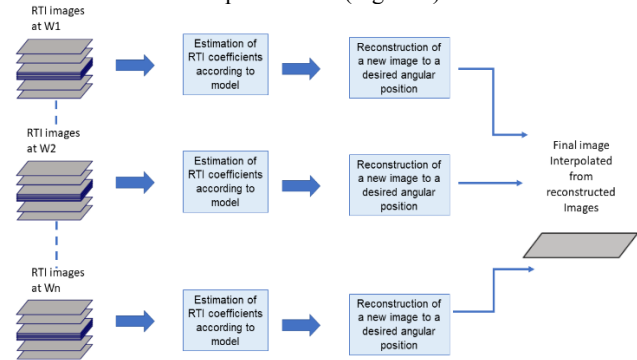 RTI images
at W1
Estimation of
RTI coefficients
according to
model
Reconstruction of
a new image to a
desired angular
position
RTI images
at W2
Estimation of
RTI coefficients
according to
model
Reconstruction of
a new image to a
desired angular
position
Final image
Interpolated
from
reconstructed
Images
RTI images
at Wn
Estimation of
RTI coefficients
according to
model
Reconstruction of
a new image to a
desired angular
position